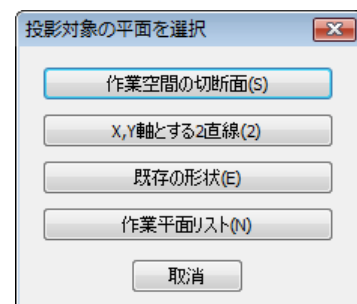 投影対象の平面を選択
作業空間の切断面(S)
X,Y軸とする2直線(2)
既存の形状(E)
作業平面リスト(N)
取消